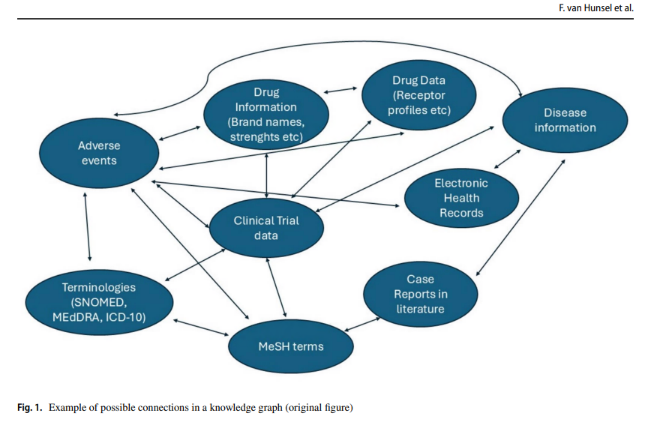 F. van Hunsel et al.
Drug
Information
(Brand names,
strenghts etc)
Drug Data
(Receptor
profiles etc)
Disease
information
Adverse
events
Electronic
Health
Records
Clinical Trial
data
Terminologies
(SNOMED,
MEdDRA, ICD-10)
Case
Reports in
literature
MeSH terms
Fig. 1. Example of possible connections in a knowledge graph (original figure)